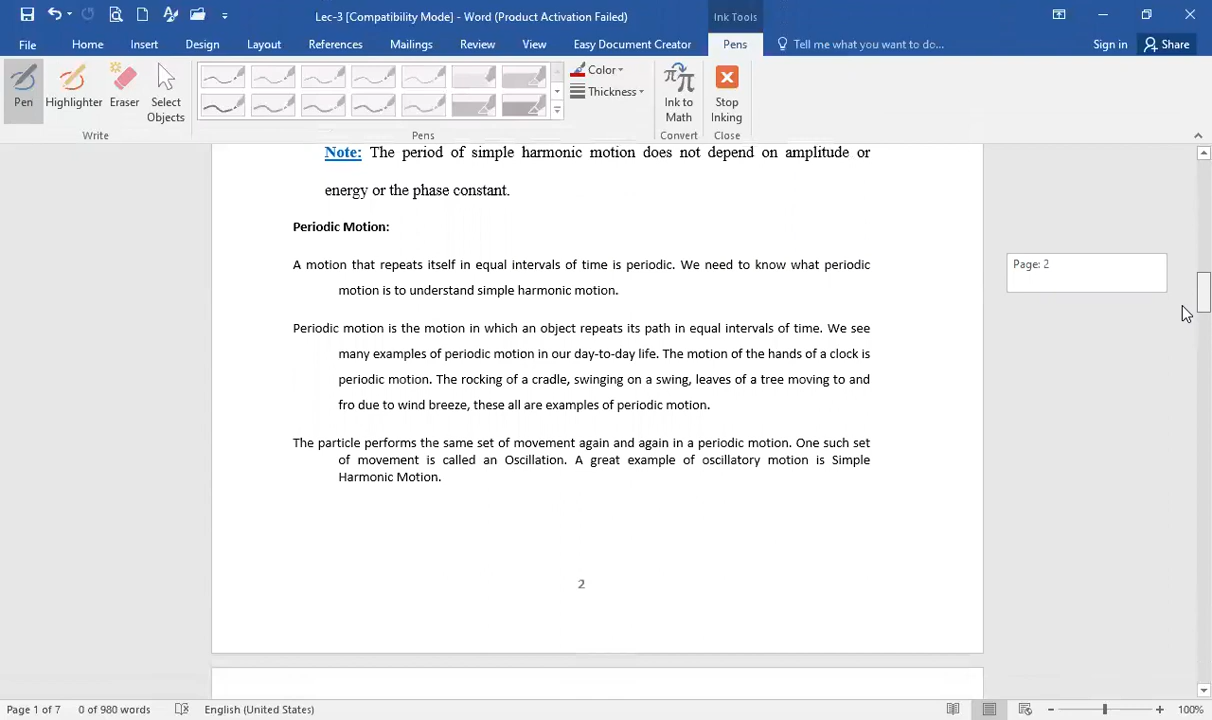 Lec-3 [Compatibility Mode] - Word (Product Activation Failed)
Ink Tools
File Home Insert Design Layout References Mailings Review View Easy Document Creator Pens Tell me what you want to do... Sign in Share
Pen Highlighter Eraser Select Objects
Color
Thickness
Ink to Math
Stop Inking
Write Pens Convert Close
Note: The period of simple harmonic motion does not depend on amplitude or
energy or the phase constant.
Periodic Motion:
A motion that repeats itself in equal intervals of time is periodic. We need to know what periodic
motion is to understand simple harmonic motion.
Periodic motion is the motion in which an object repeats its path in equal intervals of time. We see
many examples of periodic motion in our day-to-day life. The motion of the hands of a clock is
periodic motion. The rocking of a cradle, swinging on a swing, leaves of a tree moving to and
fro due to wind breeze, these all are examples of periodic motion.
The particle performs the same set of movement again and again in a periodic motion. One such set
of movement is called an Oscillation. A great example of oscillatory motion is Simple
Harmonic Motion.
2
Page: 2
Page 1 of 7 0 of 980 words English (United States) 100%